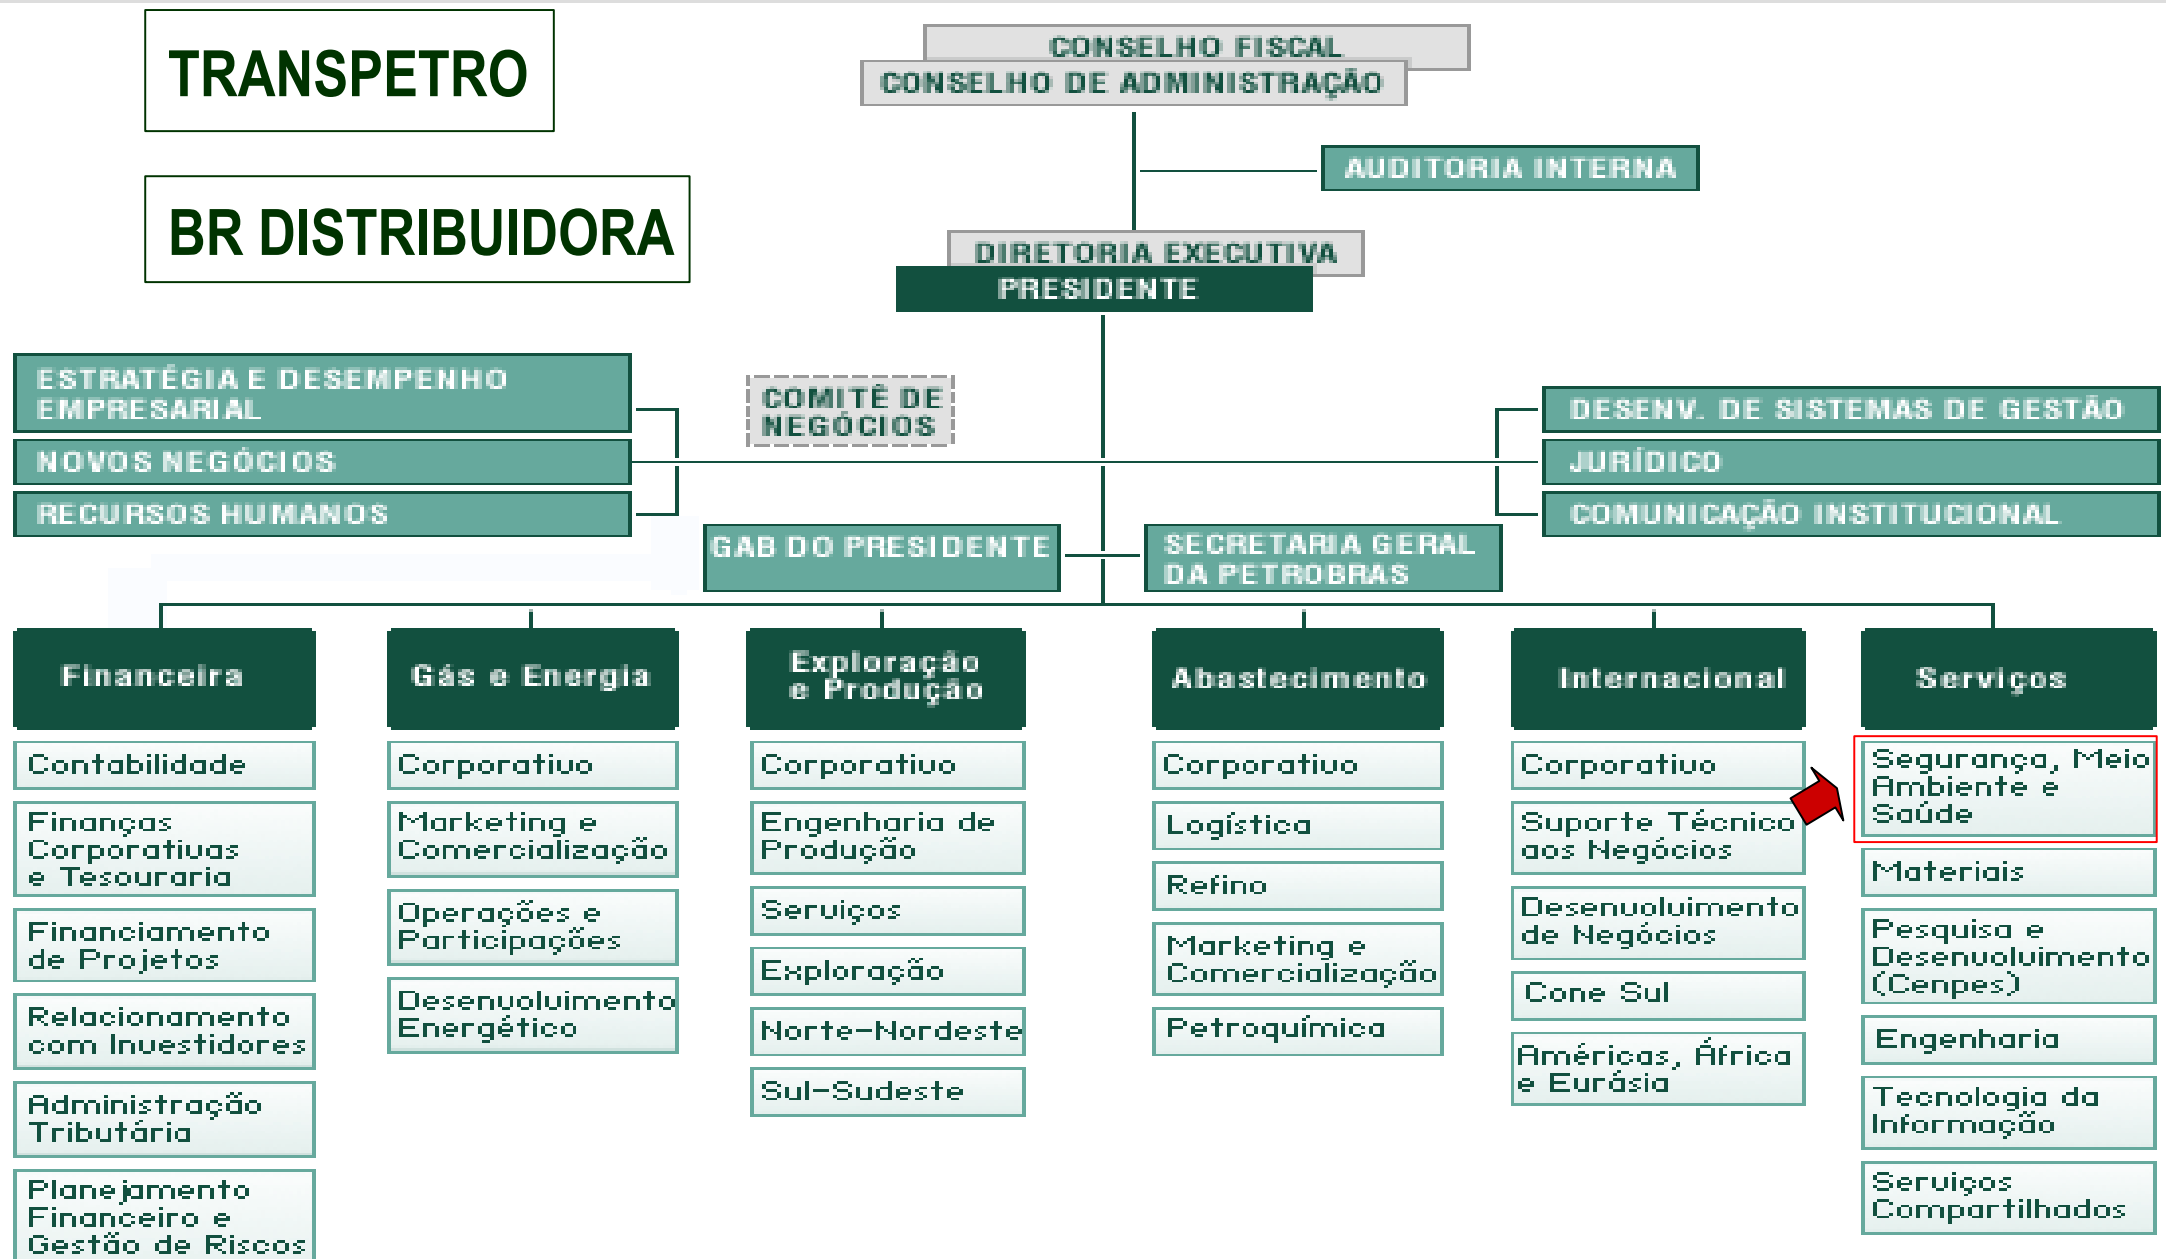 TRANSPETRO
BR DISTRIBUIDORA
CONSELHO FISCAL
CONSELHO DE ADMINISTRAÇÃO
AUDITORIA INTERNA
DIRETORIA EXECUTIVA
PRESIDENTE
ESTRATÉGIA E DESEMPENHO
EMPRESARIAL
NOVOS NEGÓCIOS
RECURSOS HUMANOS
COMITÊ DE
NEGÓCIOS
DESENV. DE SISTEMAS DE GESTÃO
JURÍDICO
COMUNICAÇÃO INSTITUCIONAL
GAB DO PRESIDENTE
SECRETARIA GERAL
DA PETROBRAS
Financeira
Contabilidade
Finanças
Corporativas
e Tesouraria
Financiamento
de Projetos
Relacionamento
com Investidores
Administração
Tributária
Planejamento
Financeiro e
Gestão de Riscos
Gás e Energia
Corporativo
Marketing e
Comercialização
Operações e
Participações
Desenvolvimento
Energético
Exploração
e Produção
Corporativo
Engenharia de
Produção
Serviços
Exploração
Norte-Nordeste
Sul-Sudeste
Abastecimento
Corporativo
Logística
Refino
Marketing e
Comercialização
Petroquímica
Internacional
Corporativo
Suporte Técnico
aos Negócios
Desenvolvimento
de Negócios
Cone Sul
Américas, África
e Eurásia
Serviços
Segurança, Meio
Ambiente e
Saúde
Materiais
Pesquisa e
Desenvolvimento
(Cenpes)
Engenharia
Tecnologia da
Informação
Serviços
Compartilhados